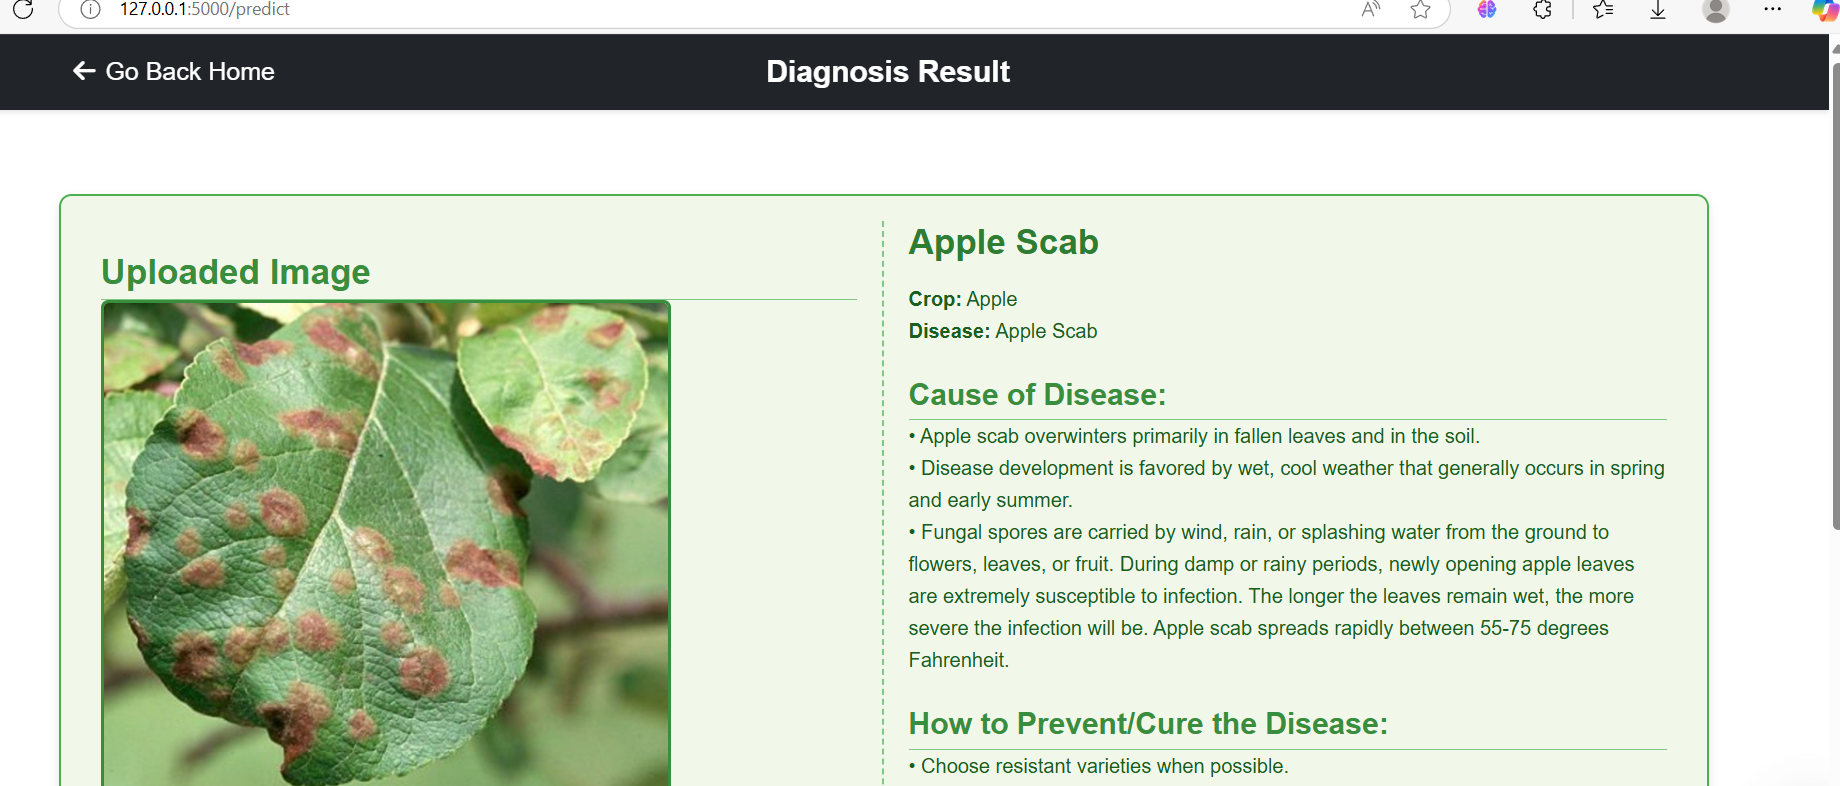 127.0.0.1:5000/predict
Go Back Home
Diagnosis Result
Uploaded Image
Apple Scab
Crop: Apple
Disease: Apple Scab
Cause of Disease:
• Apple scab overwinters primarily in fallen leaves and in the soil.
• Disease development is favored by wet, cool weather that generally occurs in spring
and early summer.
• Fungal spores are carried by wind, rain, or splashing water from the ground to
flowers, leaves, or fruit. During damp or rainy periods, newly opening apple leaves
are extremely susceptible to infection. The longer the leaves remain wet, the more
severe the infection will be. Apple scab spreads rapidly between 55-75 degrees
Fahrenheit.
How to Prevent/Cure the Disease:
• Choose resistant varieties when possible.